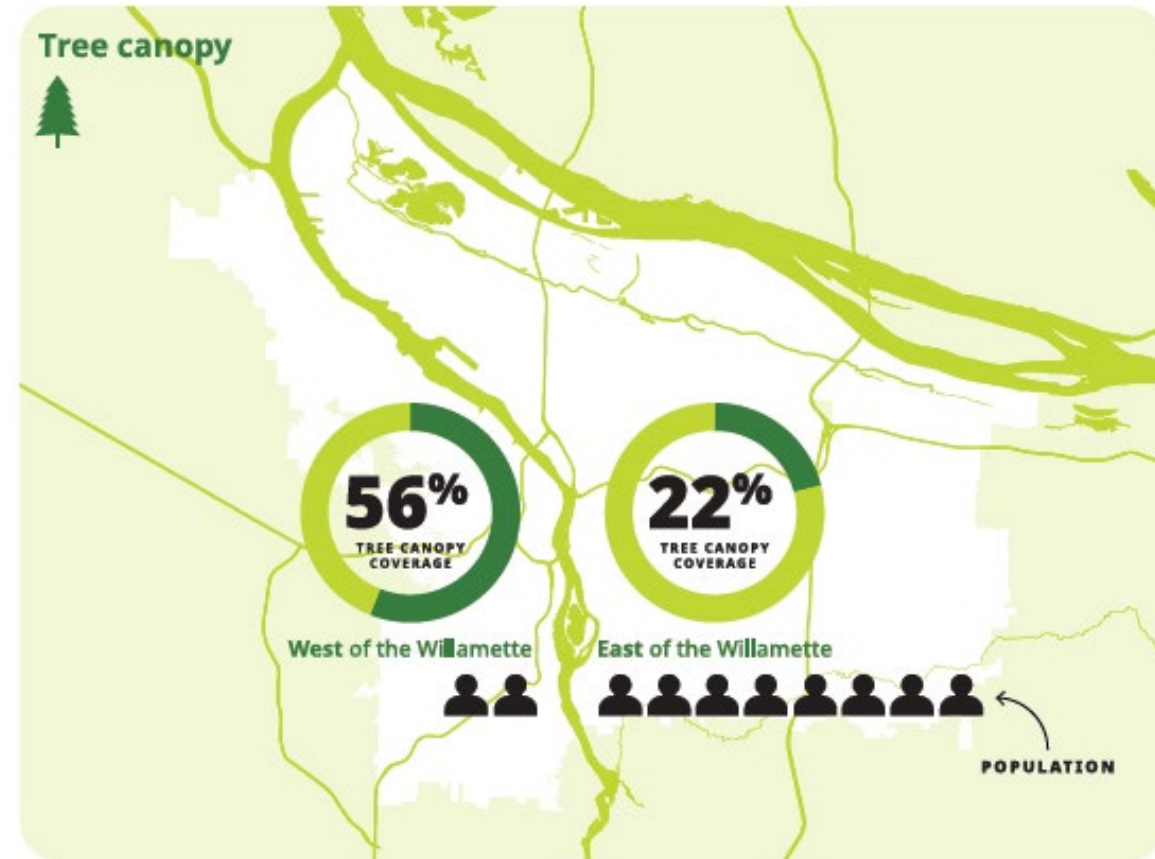 Tree canopy
56%
TREE CANOPY
COVERAGE
22%
TREE CANOPY
COVERAGE
West of the Willamette
East of the Willamette
POPULATION